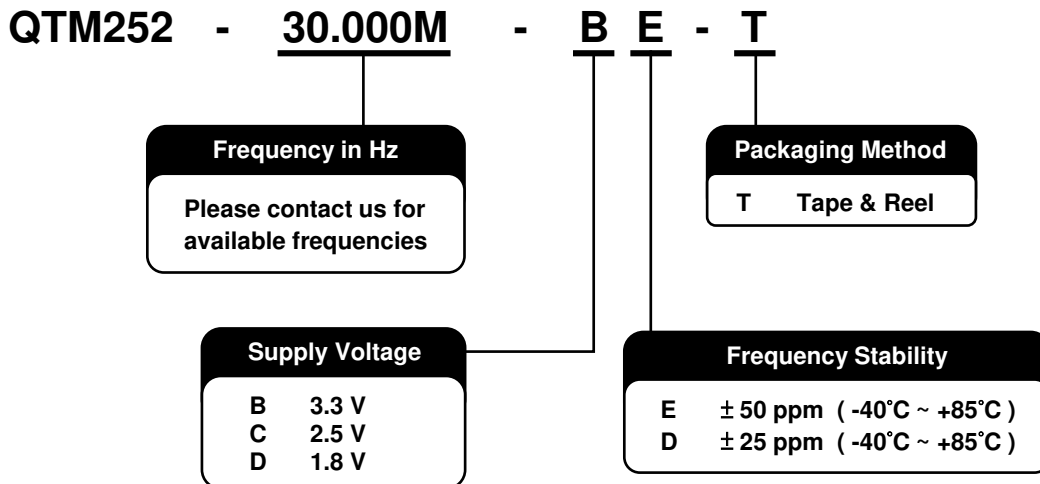 QTM252 - 30.000M - B E - T
Frequency in Hz
Please contact us for
available frequencies
Packaging Method
T Tape & Reel
Supply Voltage
B 3.3 V
C 2.5 V
D 1.8 V
Frequency Stability
E ± 50 ppm ( -40°C ~ +85°C )
D ± 25 ppm ( -40°C ~ +85°C )